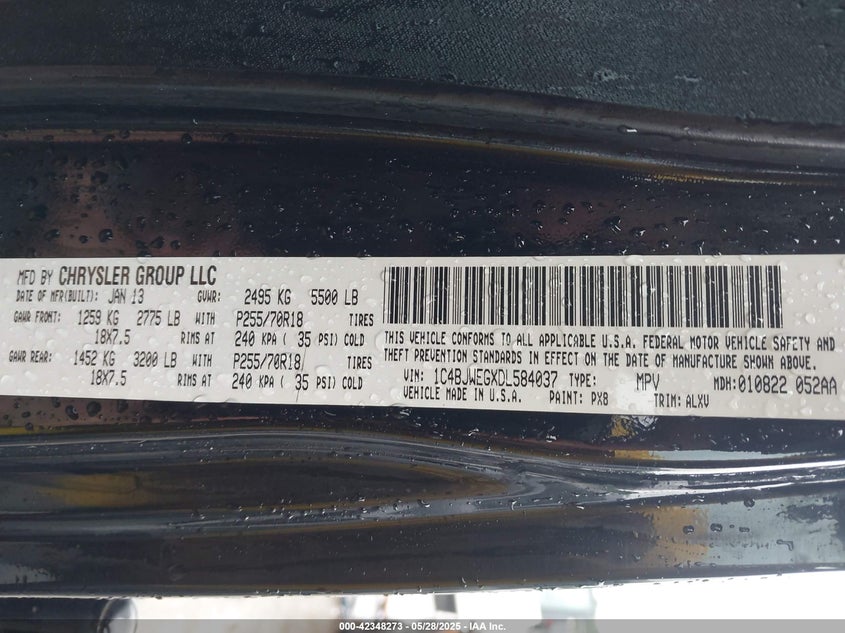 MFD BY CHRYSLER GROUP LLC
DATE OF MFR(BUILT): JAN 13 GVWR: 2495 KG 5500 LB
GAWR FRONT: 1259 KG 2775 LB WITH P255/70R18 TIRES
18X7.5 RIMS AT 240 KPA ( 35 PSI) COLD
GAWR REAR: 1452 KG 3200 LB WITH P255/70R18 TIRES
18X7.5 RIMS AT 240 KPA ( 35 PSI) COLD
THIS VEHICLE CONFORMS TO ALL APPLICABLE U.S.A. FEDERAL MOTOR VEHICLE SAFETY AND
THEFT PREVENTION STANDARDS IN EFFECT ON THE DATE OF MANUFACTURE SHOWN ABOVE.
VIN: 1C4BJWEGXDL584037 TYPE: MPV MDH:010822 052AA
VEHICLE MADE IN U.S.A. PAINT: PX8 TRIM: ALXV
000-42348273 - 05/28/2025 - IAA Inc.